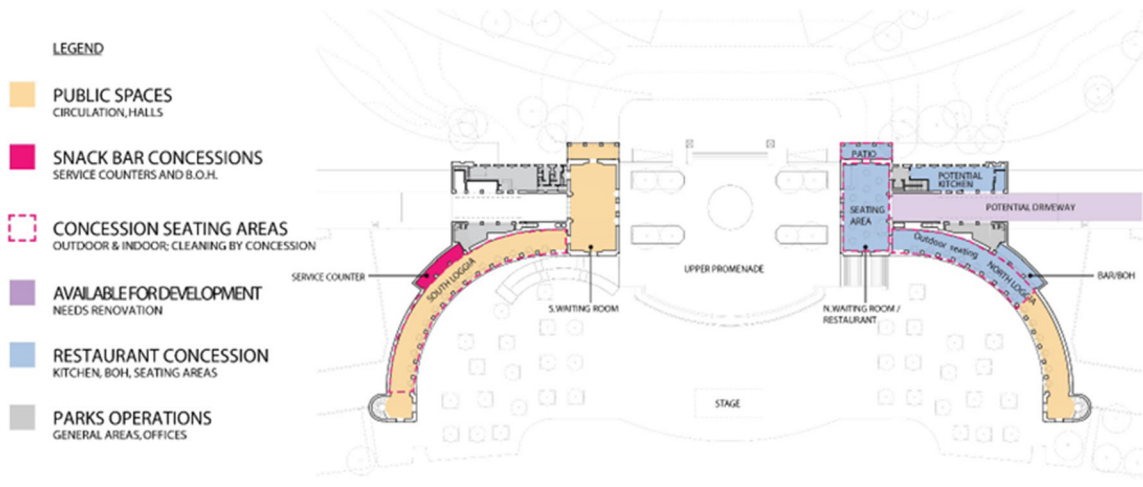 LEGEND
PUBLIC SPACES
CIRCULATION, HALLS
SNACK BAR CONCESSIONS
SERVICE COUNTERS AND B.O.H.
CONCESSION SEATING AREAS
OUTDOOR & INDOOR; CLEANING BY CONCESSION
AVAILABLE FOR DEVELOPMENT
NEEDS RENOVATION
RESTAURANT CONCESSION
KITCHEN, BOH, SEATING AREAS
PARKS OPERATIONS
GENERAL AREAS, OFFICES
SERVICE COUNTER
SOUTH LOGGIA
S.WAITING ROOM
UPPER PROMENADE
STAGE
PATIO
SEATING
AREA
POTENTIAL
KITCHEN
POTENTIAL DRIVEWAY
Outdoor seating
NORTH LOGGIA
BAR/BOH
N.WAITING ROOM /
RESTAURANT